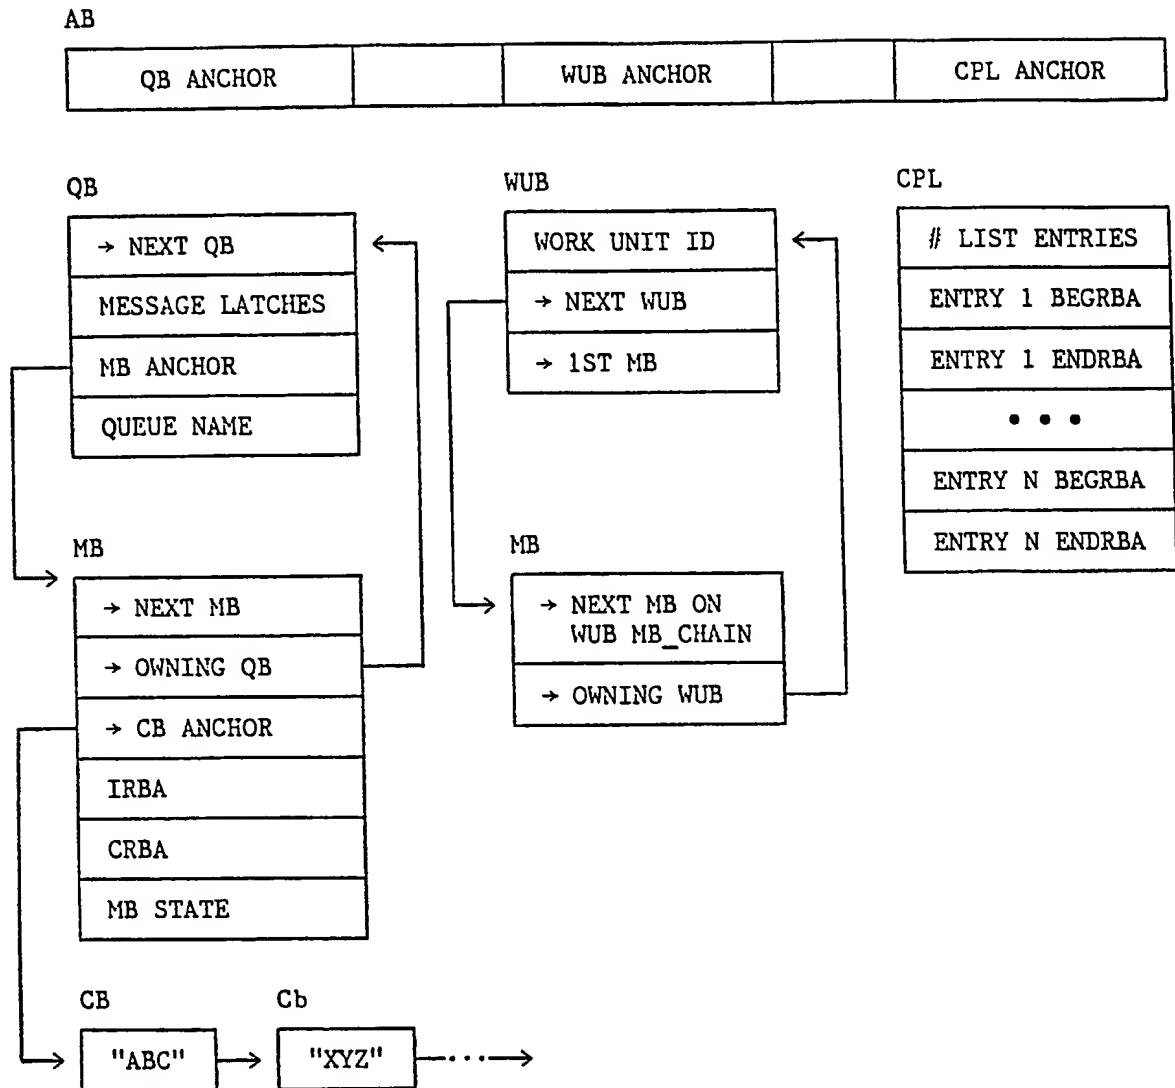 AB
QB ANCHOR WUB ANCHOR CPL ANCHOR
QB
→ NEXT QB
MESSAGE LATCHES
MB ANCHOR
QUEUE NAME
WUB
WORK UNIT ID
→ NEXT WUB
→ 1ST MB
CPL
# LIST ENTRIES
ENTRY 1 BEGRBA
ENTRY 1 ENDRBA
• • •
ENTRY N BEGRBA
ENTRY N ENDRBA
MB
→ NEXT MB
→ OWNING QB
→ CB ANCHOR
IRBA
CRBA
MB STATE
MB
→ NEXT MB ON
WUB MB_CHAIN
→ OWNING WUB
CB
"ABC"
Cb
"XYZ"